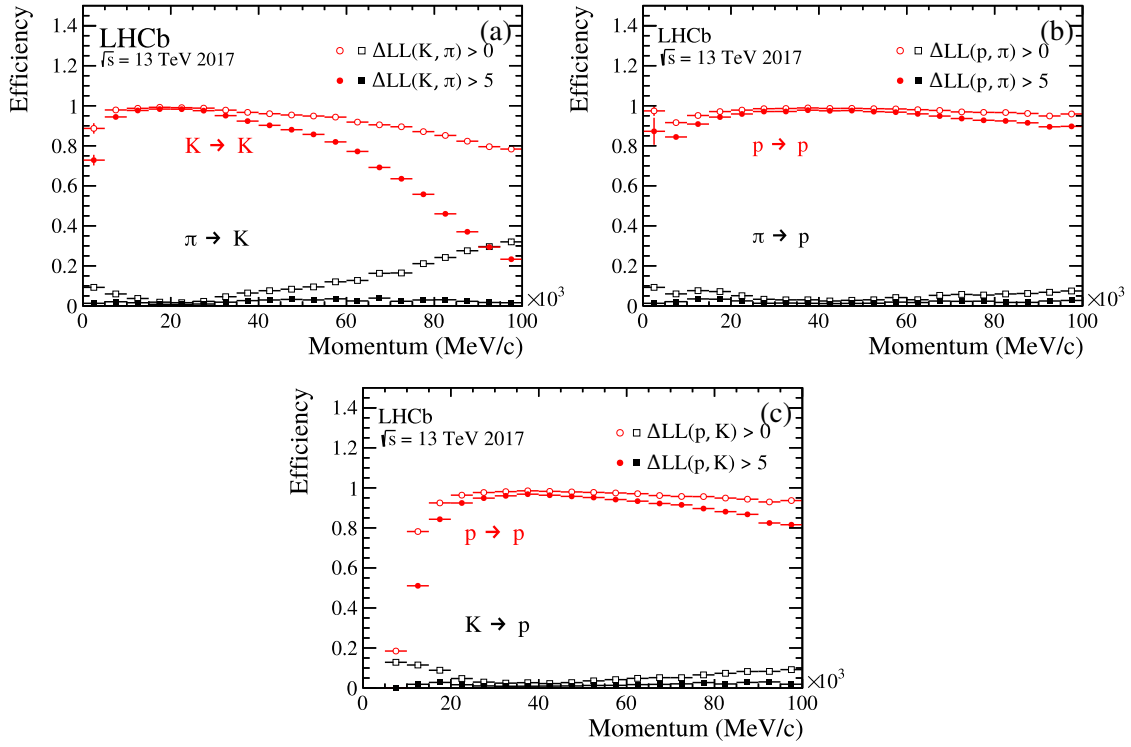 (a)
LHCb
√s = 13 TeV 2017
ΔLL(K, π) > 0
ΔLL(K, π) > 5
K → K
π → K
Efficiency
1.4
1.2
1
0.8
0.6
0.4
0.2
0
0 20 40 60 80 100
×10³
Momentum (MeV/c)
(b)
LHCb
√s = 13 TeV 2017
ΔLL(p, π) > 0
ΔLL(p, π) > 5
p → p
π → p
Efficiency
1.4
1.2
1
0.8
0.6
0.4
0.2
0
0 20 40 60 80 100
×10³
Momentum (MeV/c)
(c)
LHCb
√s = 13 TeV 2017
ΔLL(p, K) > 0
ΔLL(p, K) > 5
p → p
K → p
Efficiency
1.4
1.2
1
0.8
0.6
0.4
0.2
0
0 20 40 60 80 100
×10³
Momentum (MeV/c)